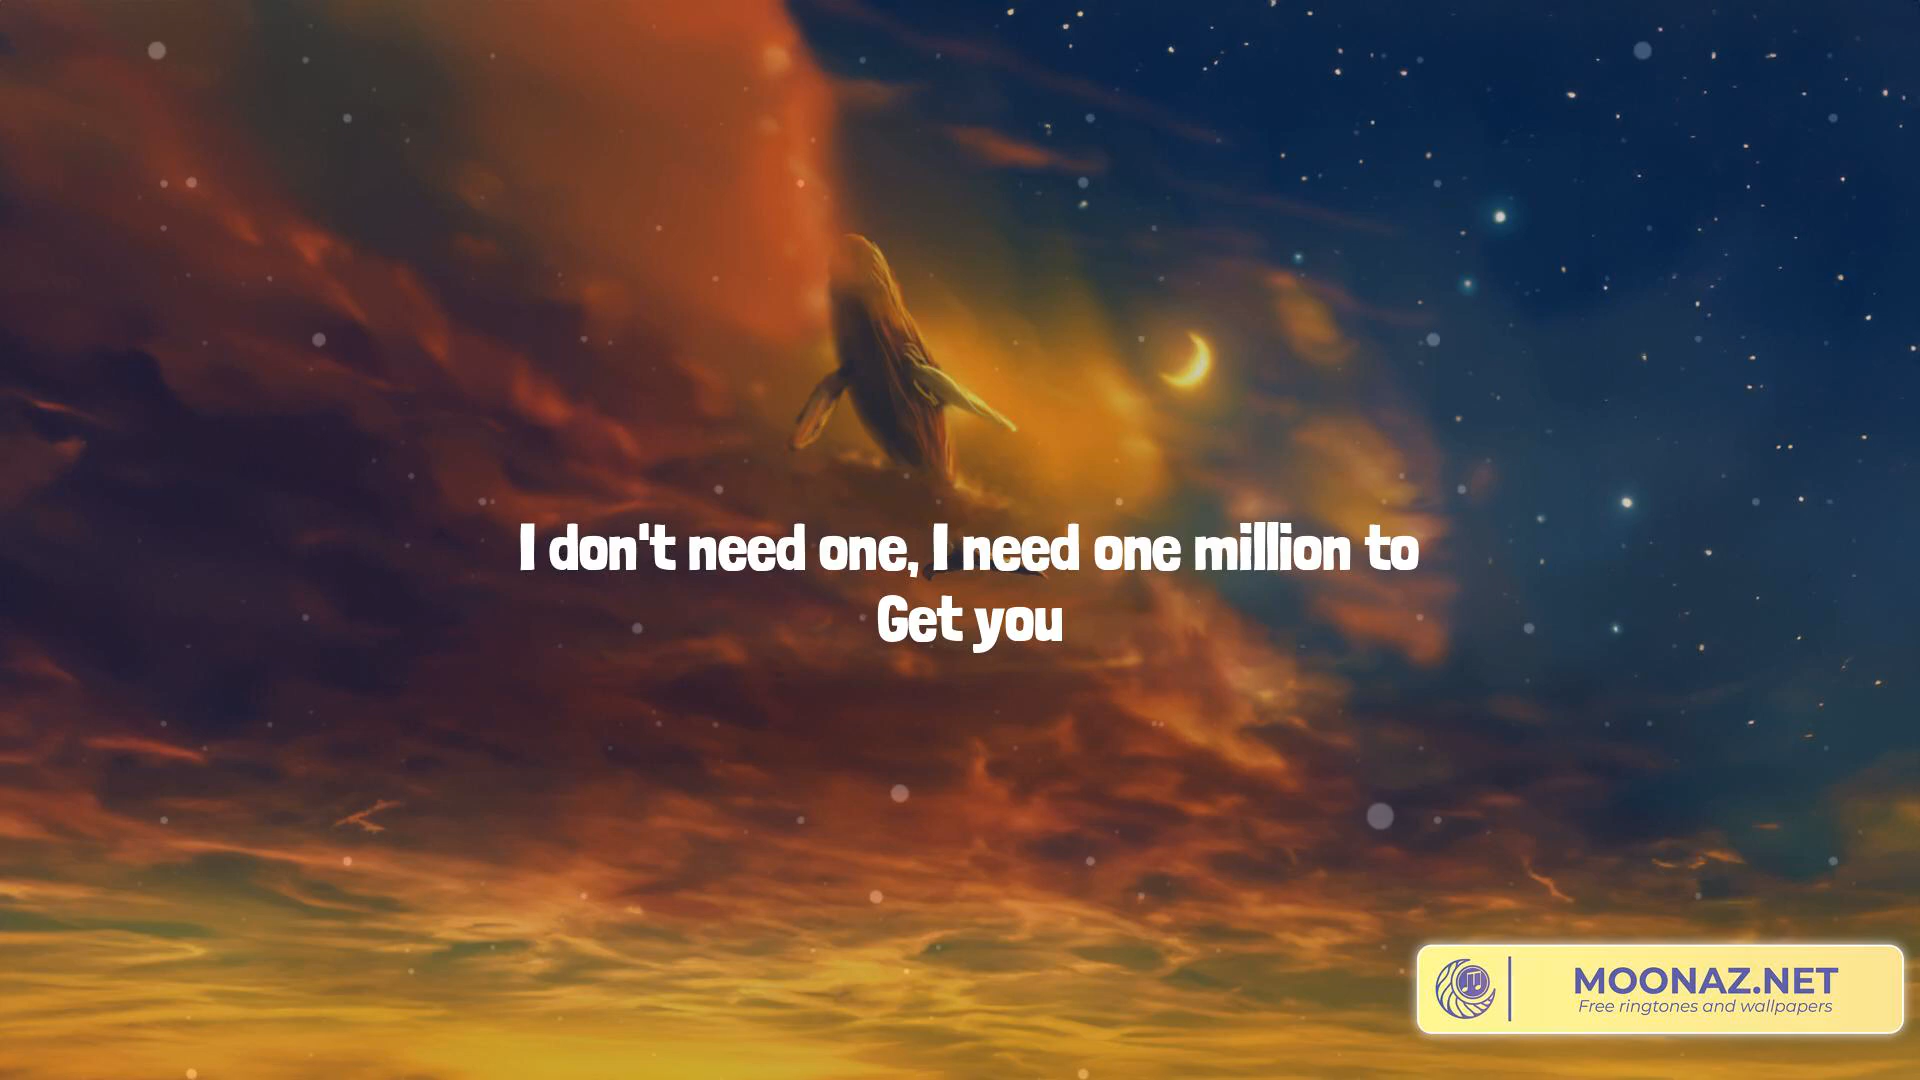 I don't need one, I need one million to
Get you
MOONAZ.NET
Free ringtones and wallpapers